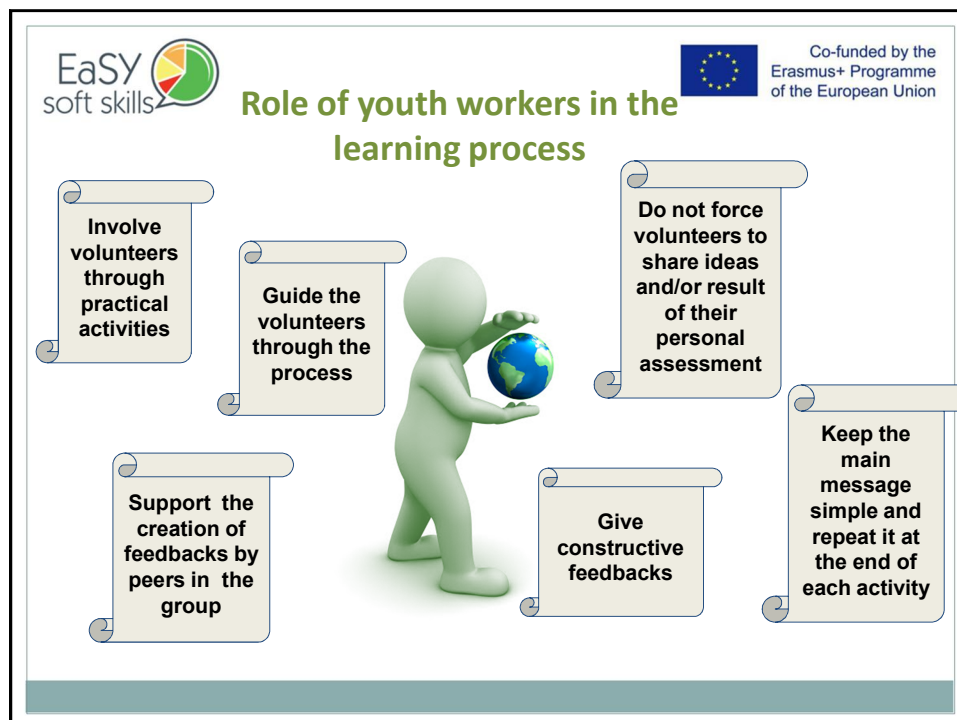 EaSY
soft skills
Co-funded by the
Erasmus+ Programme
of the European Union
Role of youth workers in the
learning process
Involve
volunteers
through
practical
activities
Guide the
volunteers
through the
process
Do not force
volunteers to
share ideas
and/or result
of their
personal
assessment
Support the
creation of
feedbacks by
peers in the
group
Give
constructive
feedbacks
Keep the
main
message
simple and
repeat it at
the end of
each activity